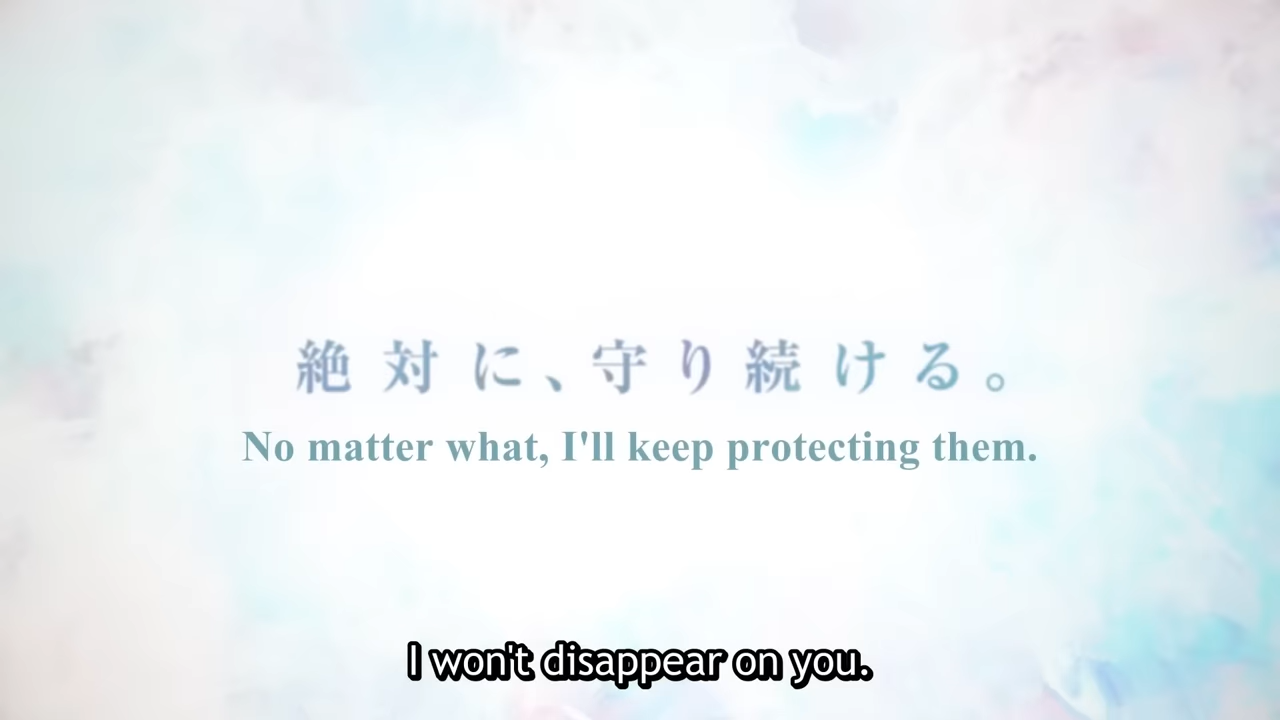 絶対に、守り続ける。
No matter what, I'll keep protecting them.
I won't disappear on you.